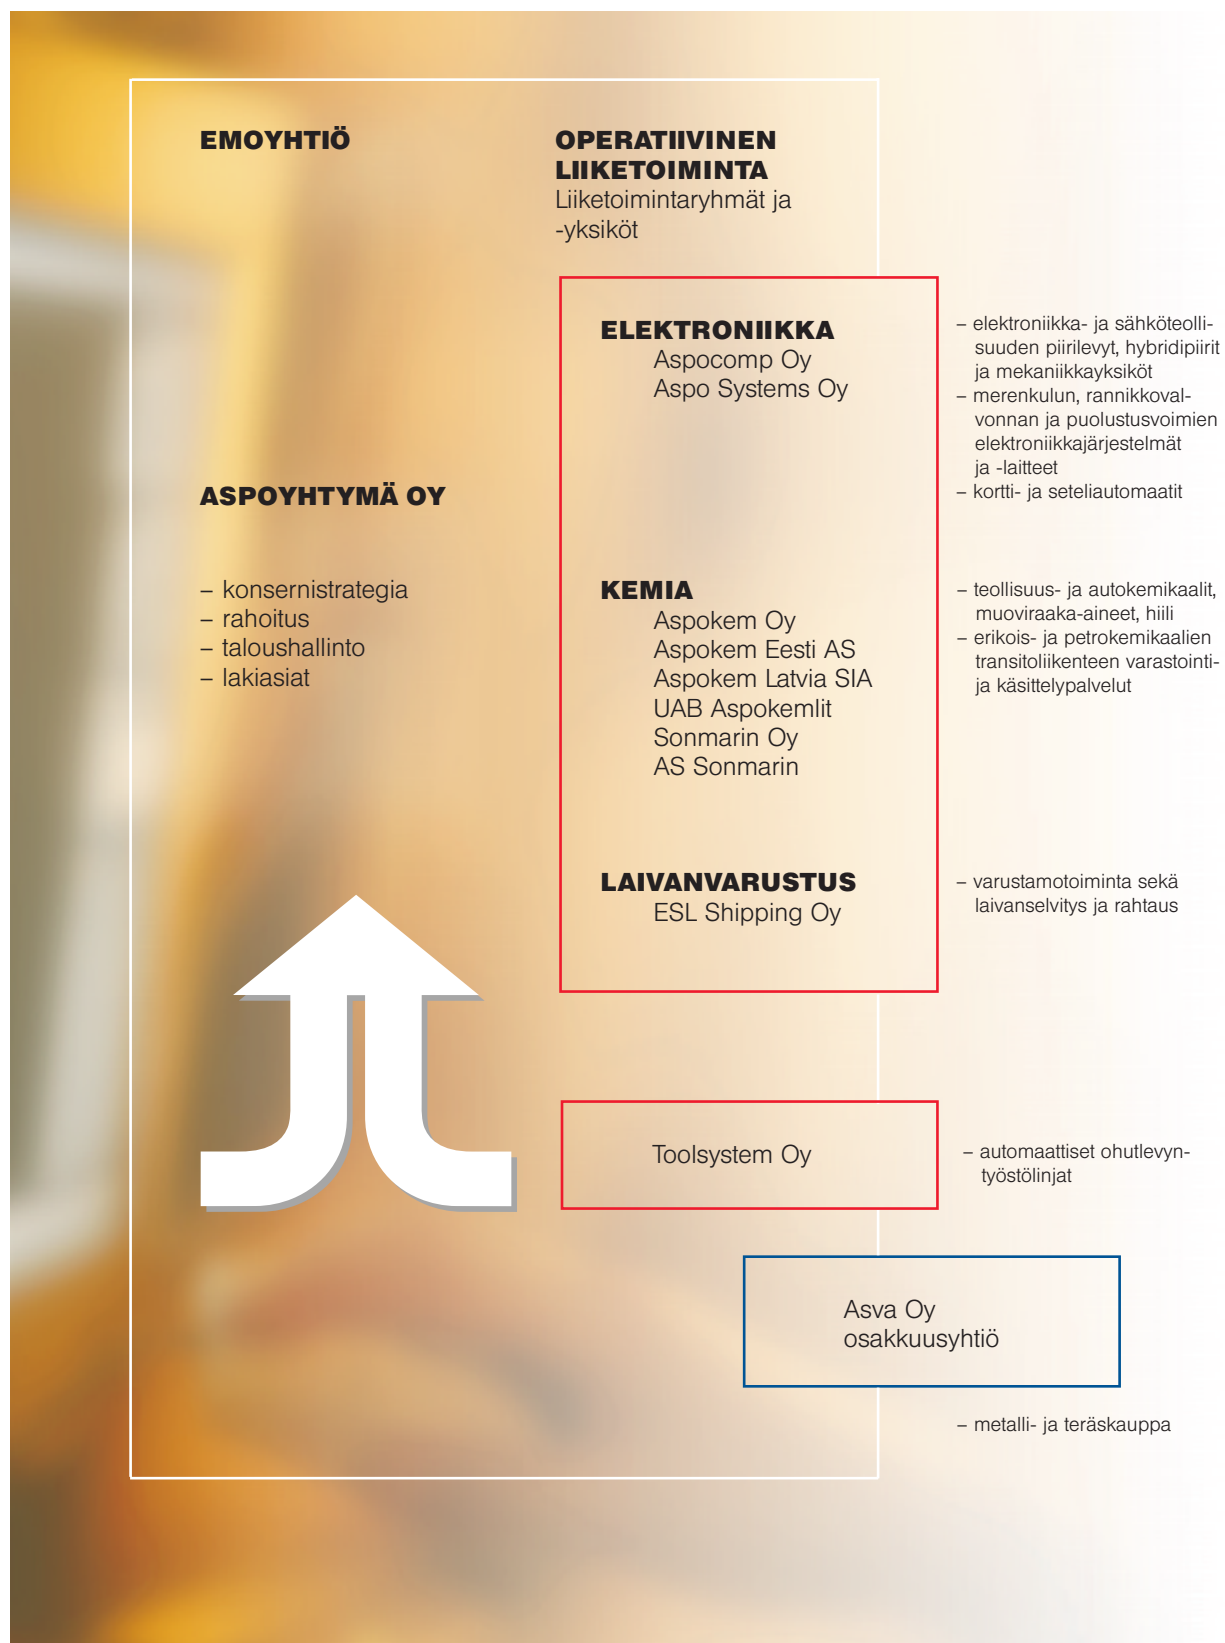 EMOYHTIÖ
OPERATIIVINEN
LIIKETOIMINTA
Liiketoimintaryhmät ja
-yksiköt
ASPOYHTYMÄ OY
– konsernistrategia
– rahoitus
– taloushallinto
– lakiasiat
ELEKTRONIIKKA
Aspocomp Oy
Aspo Systems Oy
– elektroniikka- ja sähköteolli-
suuden piirilevyt, hybridipiirit
ja mekaniikkayksiköt
– merenkulun, rannikkoval-
vonnan ja puolustusvoimien
elektroniikkajärjestelmät
ja -laitteet
– kortti- ja seteliautomaatit
KEMIA
Aspokem Oy
Aspokem Eesti AS
Aspokem Latvia SIA
UAB Aspokemlit
Sonmarin Oy
AS Sonmarin
– teollisuus- ja autokemikaalit,
muoviraaka-aineet, hiili
– erikois- ja petrokemikaalien
transitoliikenteen varastointi-
ja käsittelypalvelut
LAIVANVARUSTUS
ESL Shipping Oy
– varustamotoiminta sekä
laivanselvitys ja rahtaus
Toolsystem Oy
– automaattiset ohutlevyn-
työstölinjat
Asva Oy
osakkuusyhtiö
– metalli- ja teräskauppa